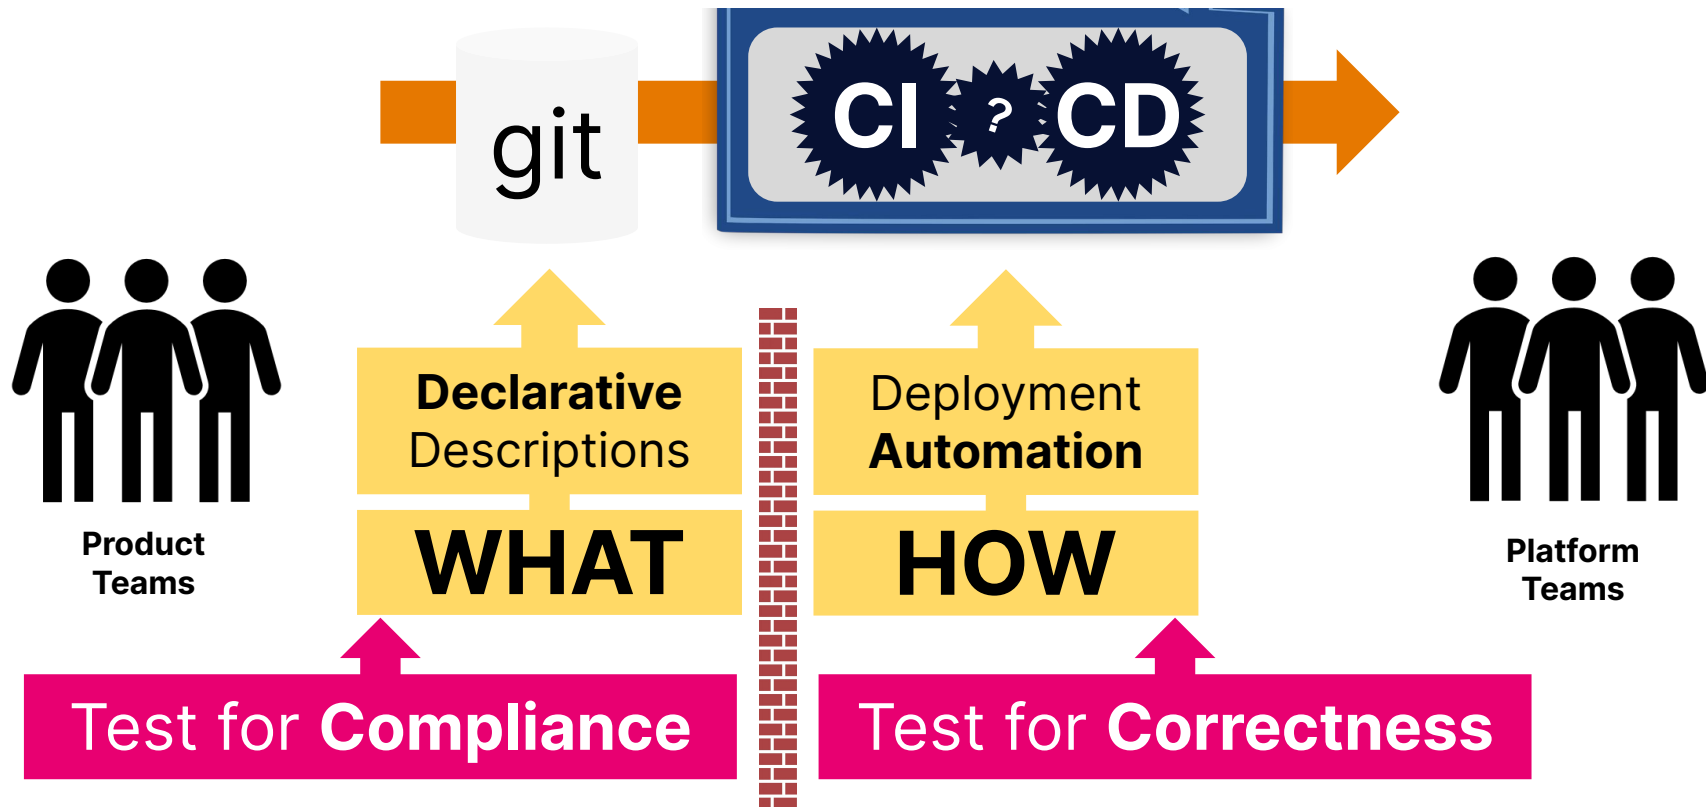 git
CI ? CD
Declarative
Descriptions
WHAT
Deployment
Automation
HOW
Product
Teams
Platform
Teams
Test for Compliance
Test for Correctness